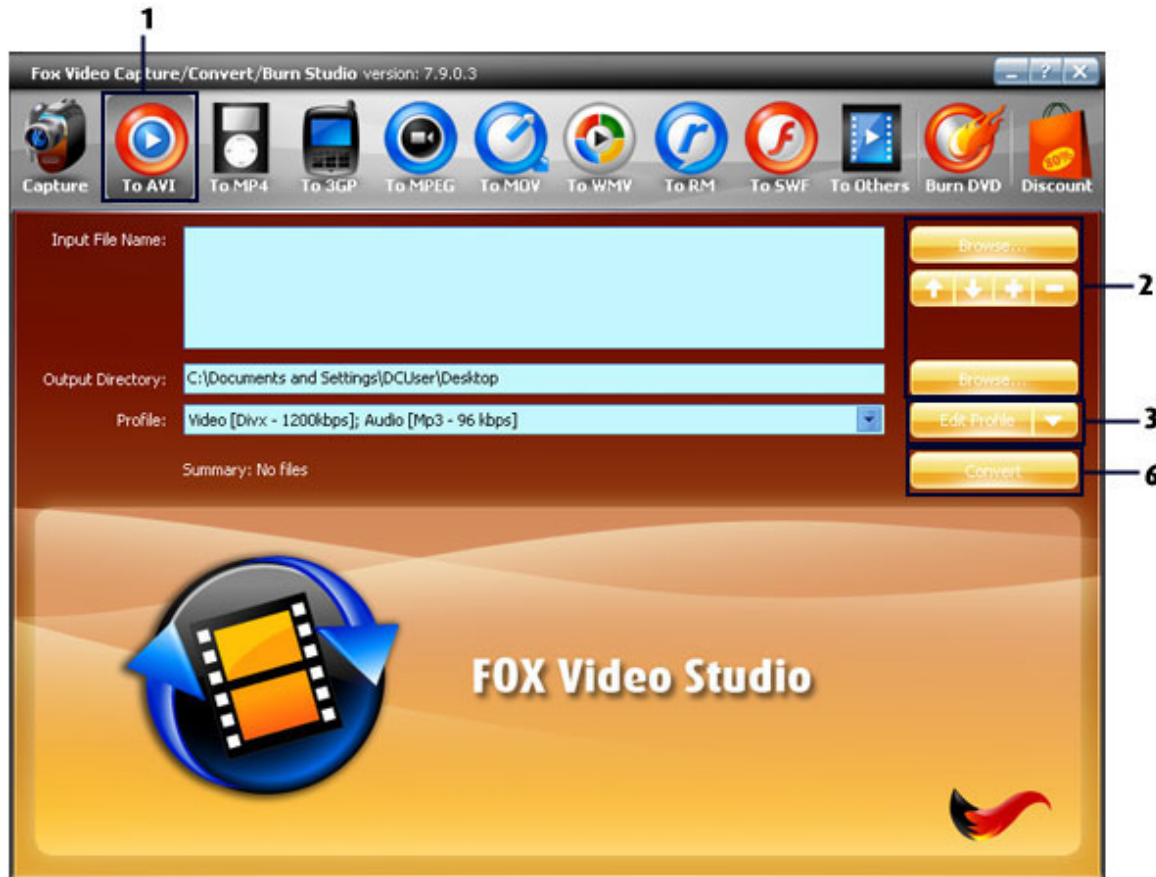 1
Fox Video Capture/Convert/Burn Studio version: 7.9.0.3
Capture To AVI To MP4 To 3GP To MPEG To MOV To WMV To RM To SWF To Others Burn DVD 80% Discount
Input File Name: Browse...
2
Output Directory: C:\Documents and Settings\DCUser\Desktop Browse...
Profile: Video [Divx - 1200kbps]; Audio [Mp3 - 96 kbps] Edit Profile 3
Summary: No files Convert 6
FOX Video Studio